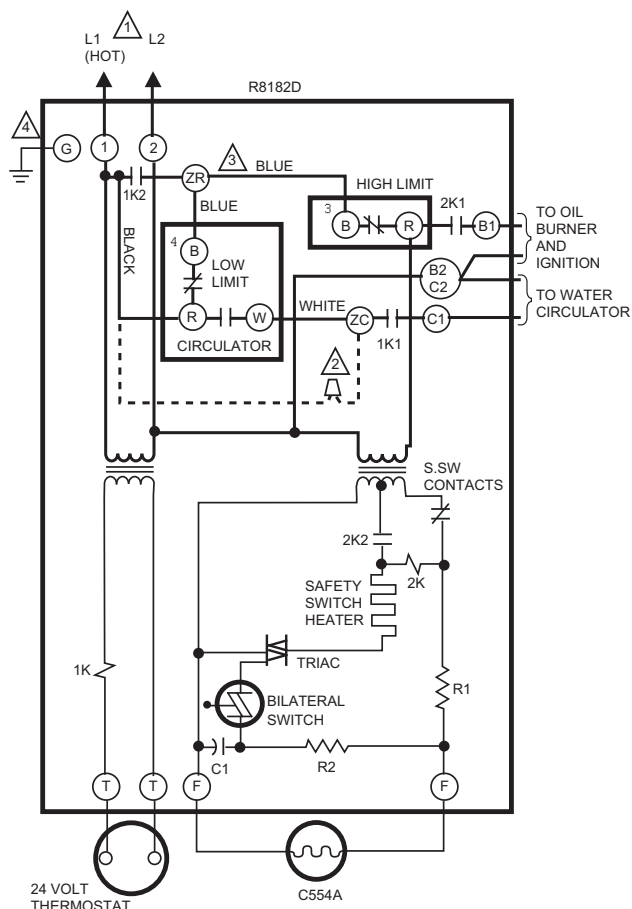 1
L1
(HOT)
L2
R8182D
4
G
1
2
3
BLUE
1K2
ZR
HIGH LIMIT
BLUE
BLACK
3
B
R
2K1
B1
TO OIL
BURNER
AND
IGNITION
4
B
LOW
LIMIT
B2
C2
R
W
WHITE
ZC
C1
TO WATER
CIRCULATOR
CIRCULATOR
1K1
2
S.SW
CONTACTS
2K2
2K
SAFETY
SWITCH
HEATER
TRIAC
1K
BILATERAL
SWITCH
R1
C1
R2
T
T
F
F
24 VOLT
THERMOSTAT
C554A